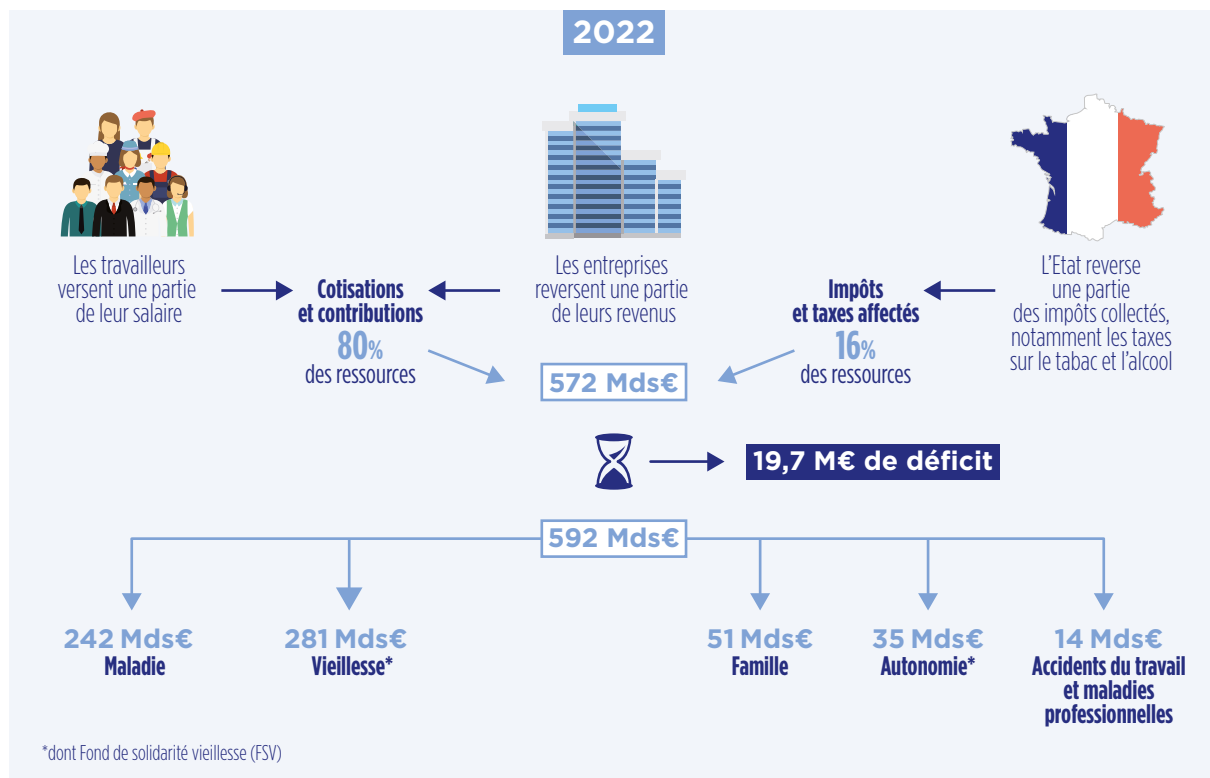 2022
Les travailleurs
versent une partie
de leur salaire
Cotisations
et contributions
80%
des ressources
Les entreprises
reversent une partie
de leurs revenus
Impôts
et taxes affectés
16%
des ressources
L'Etat reverse
une partie
des impôts collectés,
notamment les taxes
sur le tabac et l'alcool
572 Mds€
19,7 M€ de déficit
592 Mds€
242 Mds€
Maladie
281 Mds€
Vieillesse*
51 Mds€
Famille
35 Mds€
Autonomie*
14 Mds€
Accidents du travail
et maladies
professionnelles
*dont Fond de solidarité vieillesse (FSV)